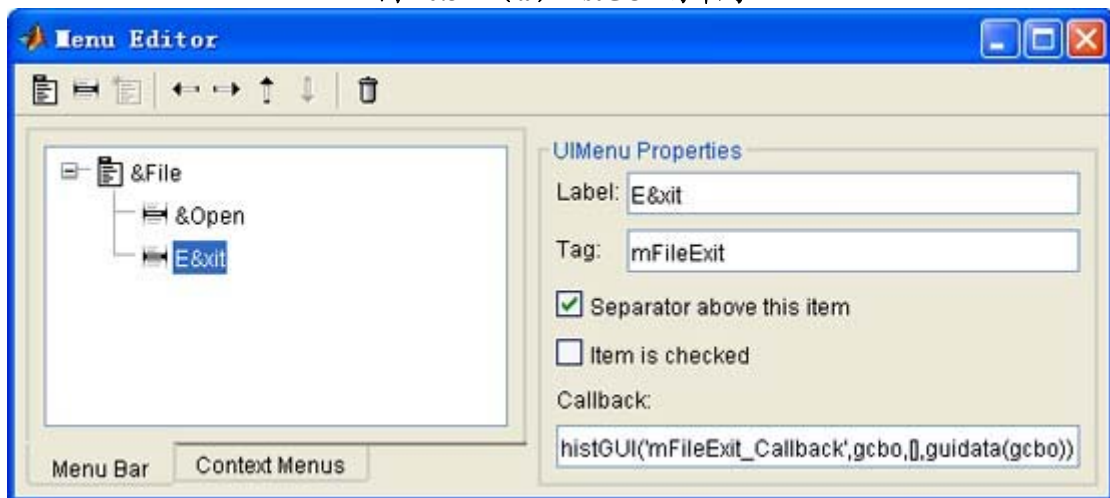 Menu Editor
&File
&Open
E&xit
Menu Bar
Context Menus
UIMenu Properties
Label: E&xit
Tag: mFileExit
Separator above this item
Item is checked
Callback:
histGUI('mFileExit_Callback',gcbo,[],guidata(gcbo))